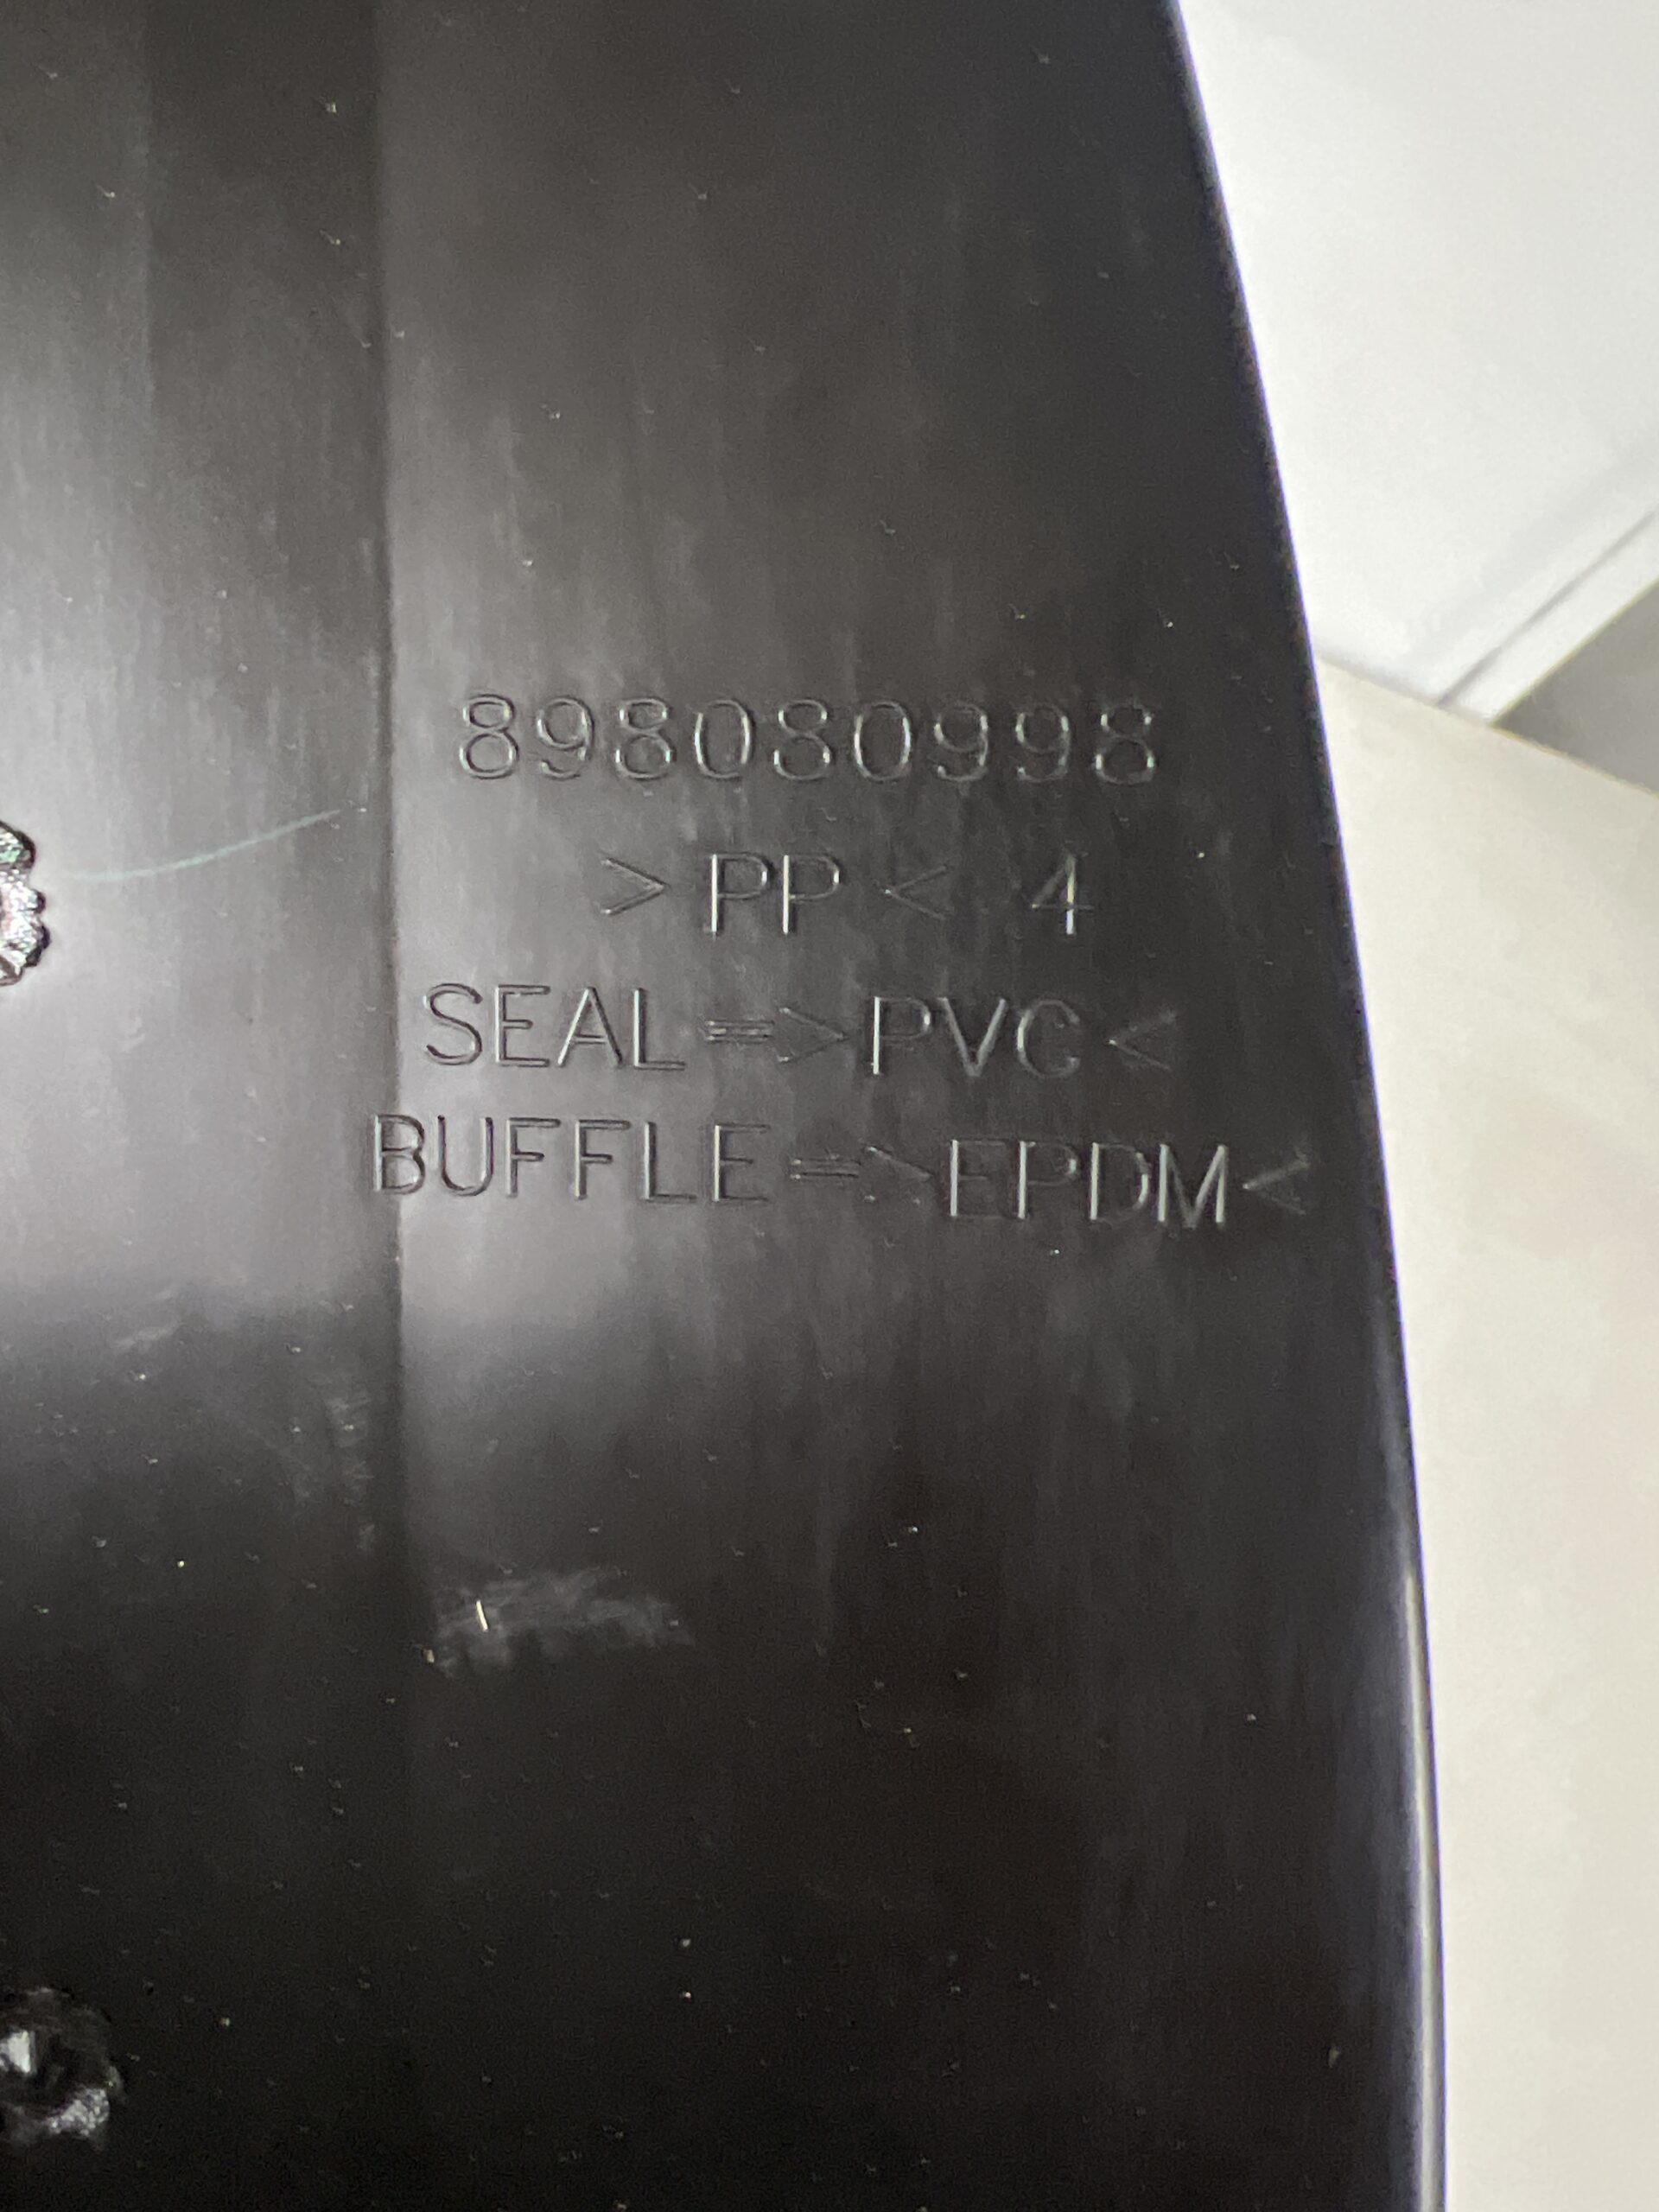 898080998
>PP< 4
SEAL=>PVC<
BUFFLE=>EPDM<